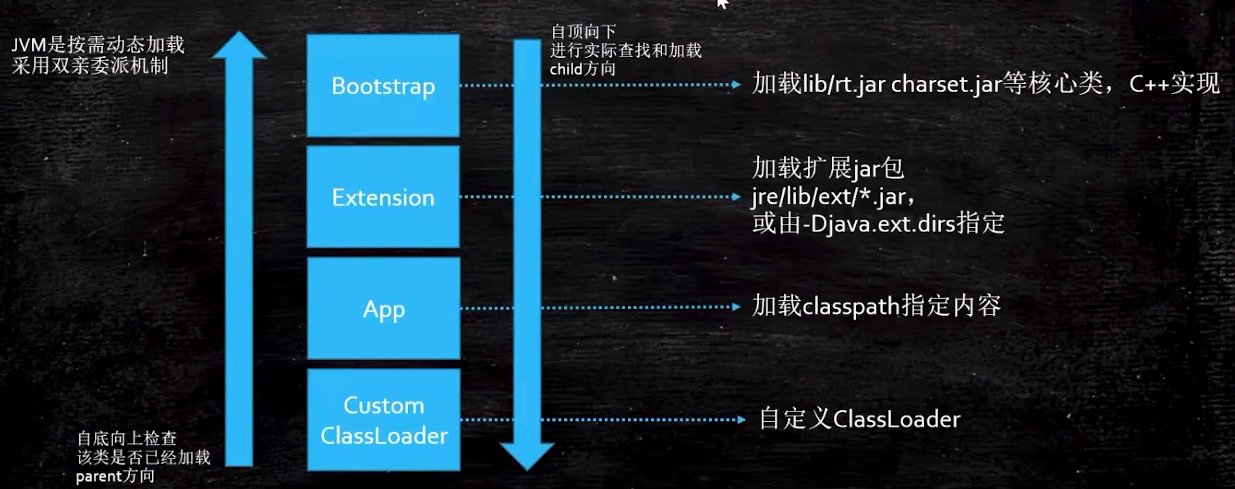 JVM是按需动态加载
采用双亲委派机制
自顶向下
进行实际查找和加载
child方向
Bootstrap
加载lib/rt.jar charset.jar等核心类，C++实现
Extension
加载扩展jar包
jre/lib/ext/*.jar，
或由-Djava.ext.dirs指定
App
加载classpath指定内容
Custom
ClassLoader
自定义ClassLoader
自底向上检查
该类是否已经加载
parent方向